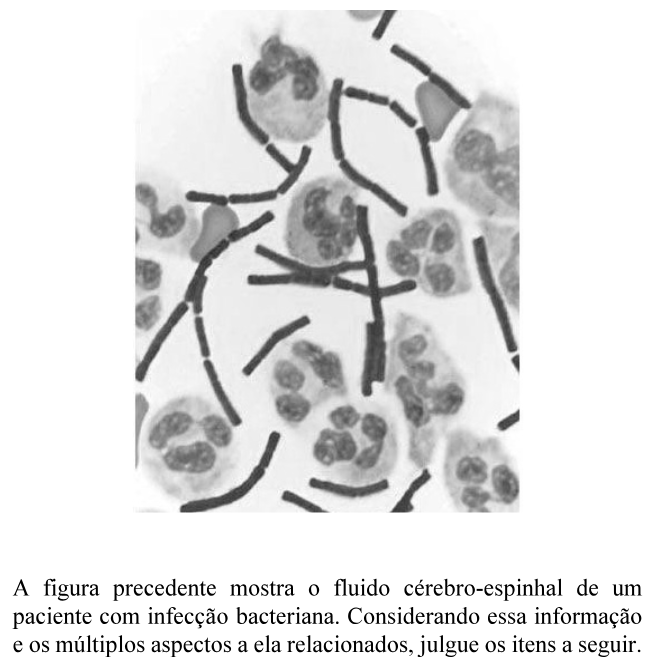 A figura precedente mostra o fluido cérebro-espinhal de um
paciente com infecção bacteriana. Considerando essa informação
e os múltiplos aspectos a ela relacionados, julgue os itens a seguir.